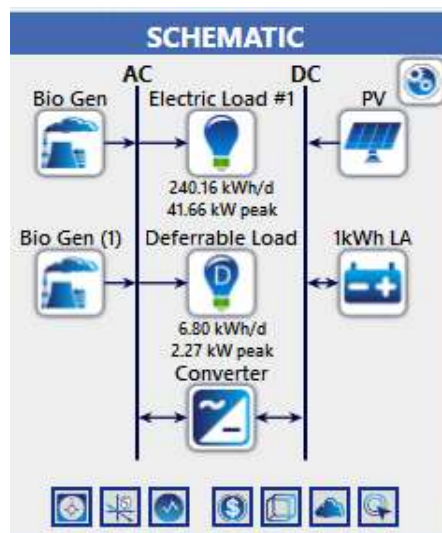 SCHEMATIC
AC DC
Bio Gen Electric Load #1 PV
240.16 kWh/d
41.66 kW peak
Bio Gen (1) Deferrable Load 1kWh LA
D
6.80 kWh/d
2.27 kW peak
Converter